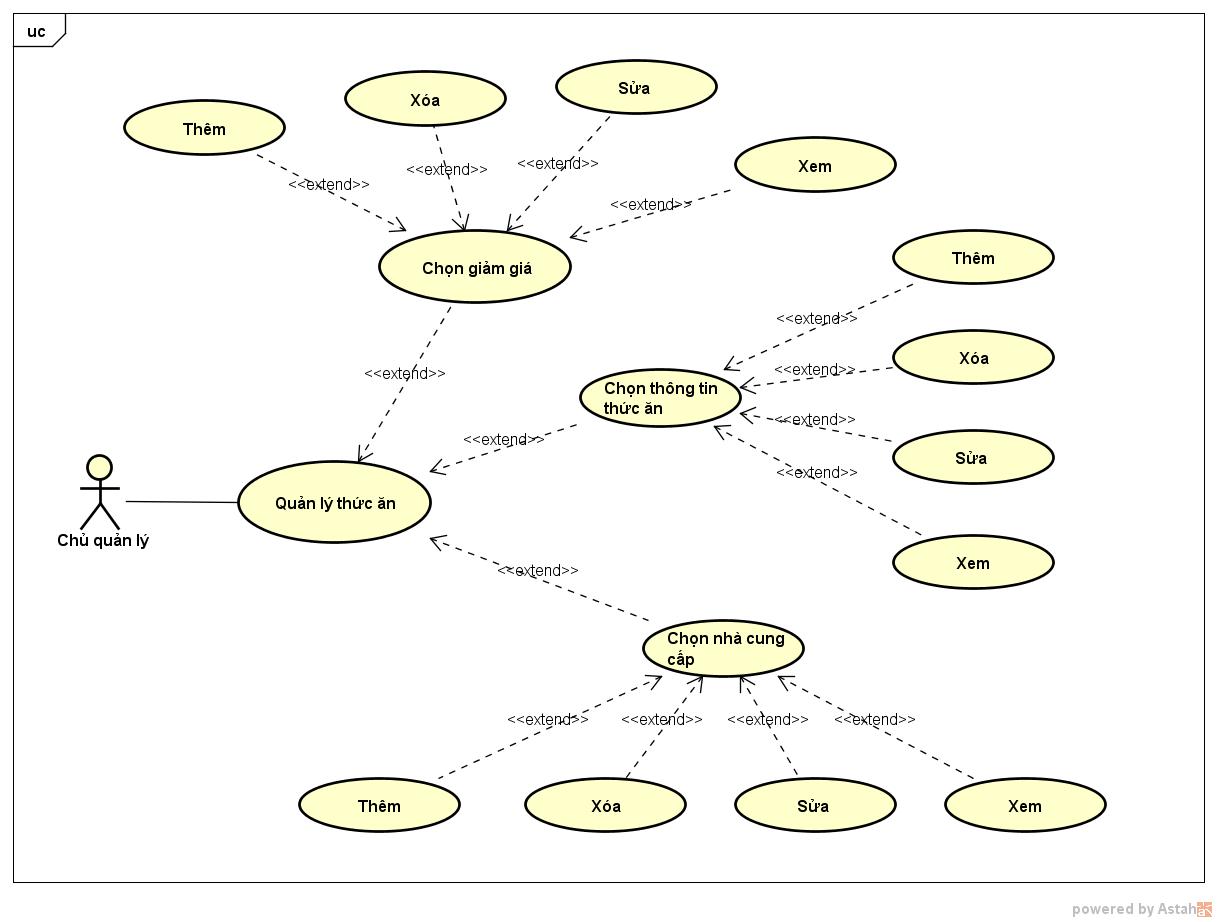 uc
Thêm
Xóa
Sửa
Xem
<<extend>>
<<extend>>
<<extend>>
<<extend>>
Chọn giảm giá
Thêm
<<extend>>
Xóa
<<extend>>
<<extend>>
Chọn thông tin
thức ăn
<<extend>>
<<extend>>
Sửa
<<extend>>
Xem
Quản lý thức ăn
Chủ quản lý
<<extend>>
Chọn nhà cung
cấp
<<extend>>
<<extend>>
<<extend>>
<<extend>>
Thêm
Xóa
Sửa
Xem
powered by Astah